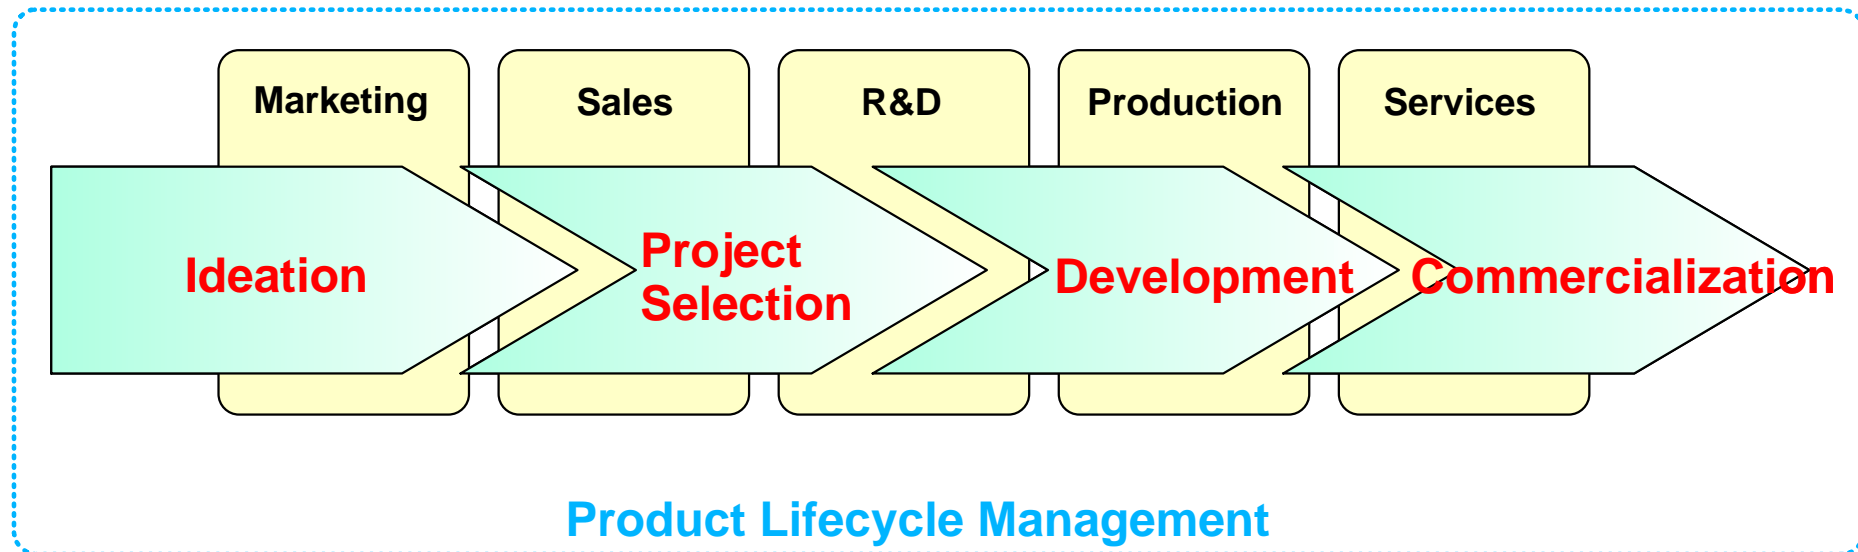 Marketing
Sales
R&D
Production
Services
Ideation
Project
Selection
Development
Commercialization
Product Lifecycle Management